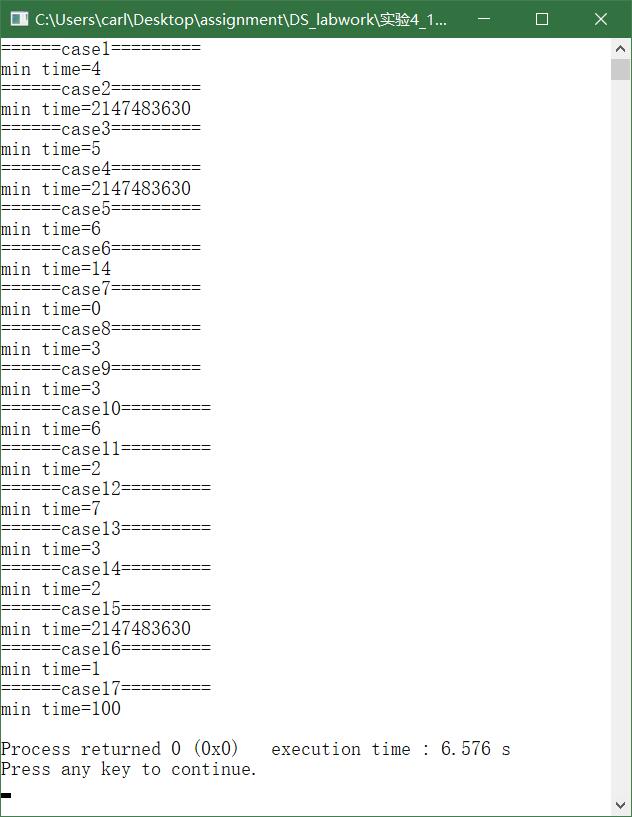 C:\Users\carl\Desktop\assignment\DS_labwork\实验4_1...
======case1=========
min time=4
======case2=========
min time=2147483630
======case3=========
min time=5
======case4=========
min time=2147483630
======case5=========
min time=6
======case6=========
min time=14
======case7=========
min time=0
======case8=========
min time=3
======case9=========
min time=3
======case10=========
min time=6
======case11=========
min time=2
======case12=========
min time=7
======case13=========
min time=3
======case14=========
min time=2
======case15=========
min time=2147483630
======case16=========
min time=1
======case17=========
min time=100
Process returned 0 (0x0)   execution time : 6.576 s
Press any key to continue.